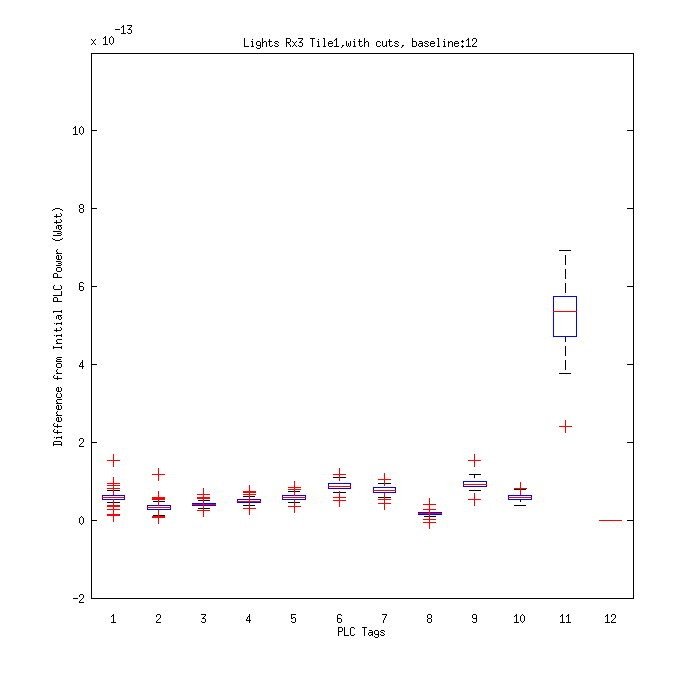 x 10-13
Lights Rx3 Tile1,with cuts, baseline:12
Difference from Initial PLC Power (Watt)
10
8
6
4
2
0
-2
1 2 3 4 5 6 7 8 9 10 11 12
PLC Tags